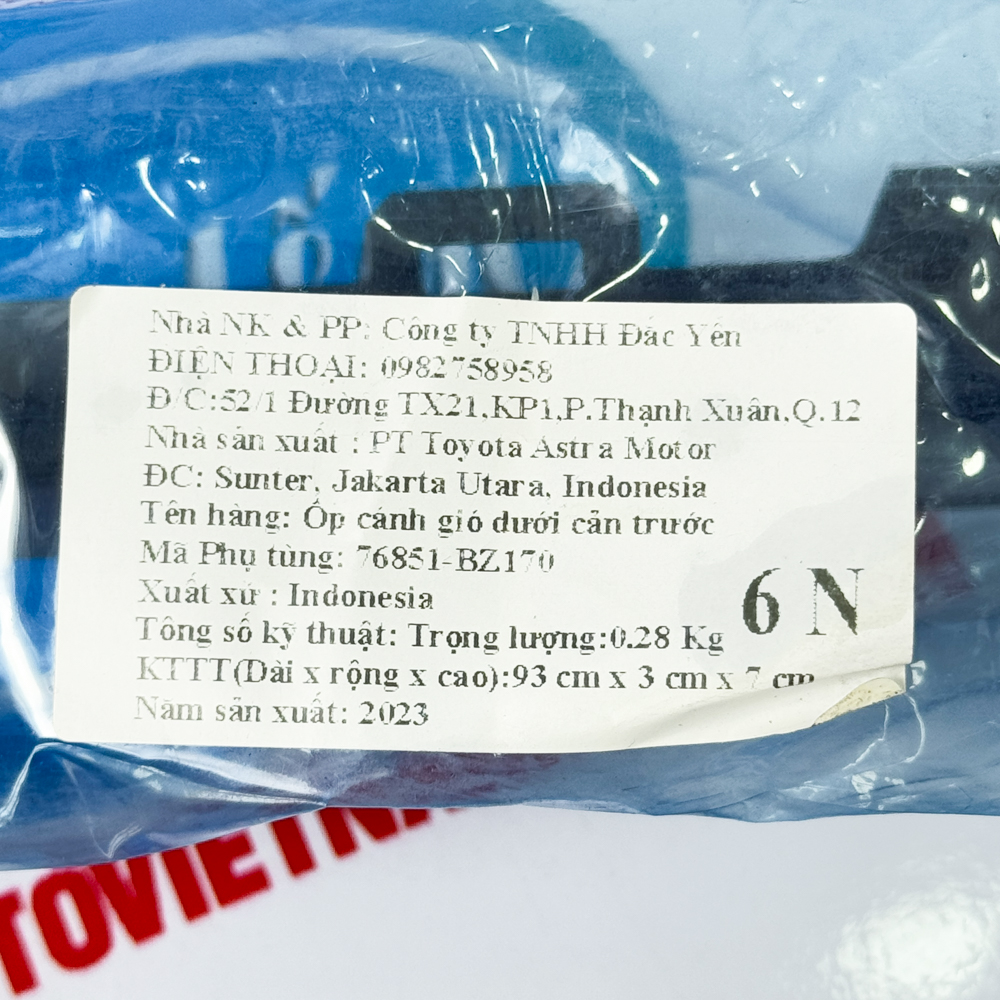 Nhà NK & PP: Công ty TNHH Đắc Yến
ĐIỆN THOẠI: 0982758958
Đ/C:52/1 Đường TX21,KP1,P.Thạnh Xuân,Q.12
Nhà sản xuất : PT Toyota Astra Motor
ĐC: Sunter, Jakarta Utara, Indonesia
Tên hàng: Ốp cánh gió dưới cản trước
Mã Phụ tùng: 76851-BZ170
Xuất xứ : Indonesia
6 N
Tông số kỹ thuật: Trọng lượng:0.28 Kg
KTTT(Dài x rộng x cao):93 cm x 3 cm x 7 cm
Năm sản xuất: 2023